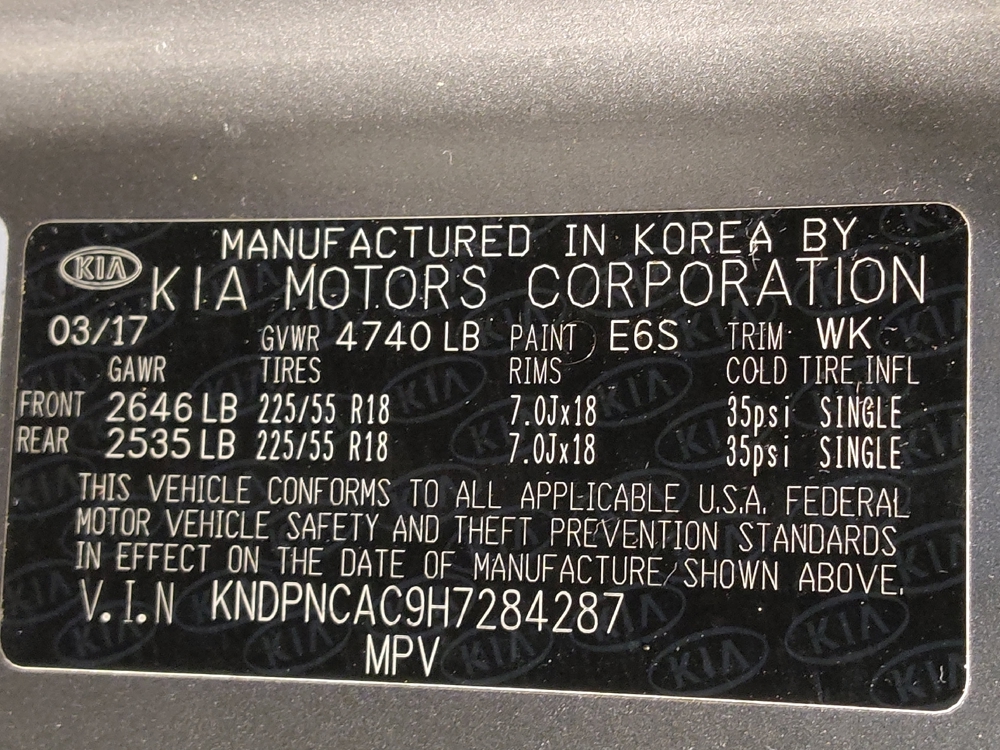 MANUFACTURED IN KOREA BY
KIA KIA MOTORS CORPORATION
03/17 GVWR 4740 LB PAINT E6S TRIM WK
GAWR TIRES RIMS COLD TIRE INFL
FRONT 2646 LB 225/55 R18 7.0Jx18 35psi SINGLE
REAR 2535 LB 225/55 R18 7.0Jx18 35psi SINGLE
THIS VEHICLE CONFORMS TO ALL APPLICABLE U.S.A. FEDERAL
MOTOR VEHICLE SAFETY AND THEFT PREVENTION STANDARDS
IN EFFECT ON THE DATE OF MANUFACTURE SHOWN ABOVE.
V.I.N KNDPNCAC9H7284287
MPV